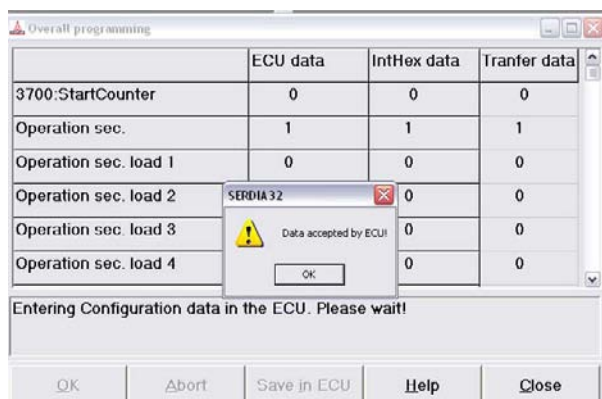 Overall programming
ECU data IntHex data Tranfer data
3700:StartCounter 0 0 0
Operation sec. 1 1 1
Operation sec. load 1 0 0 0
Operation sec. load 2 0 0
Operation sec. load 3 0 0
Operation sec. load 4 0 0
SERDIA32
Data accepted by ECU!
OK
Entering Configuration data in the ECU. Please wait!
OK Abort Save in ECU Help Close